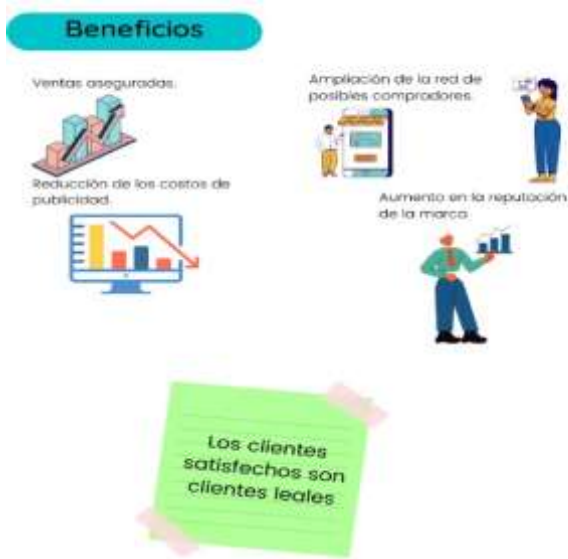 Beneficios
Ventas aseguradas.
Ampliación de la red de
posibles compradores.
Reducción de los costos de
publicidad.
Aumento en la reputación
de la marca
Los clientes
satisfechos son
clientes leales